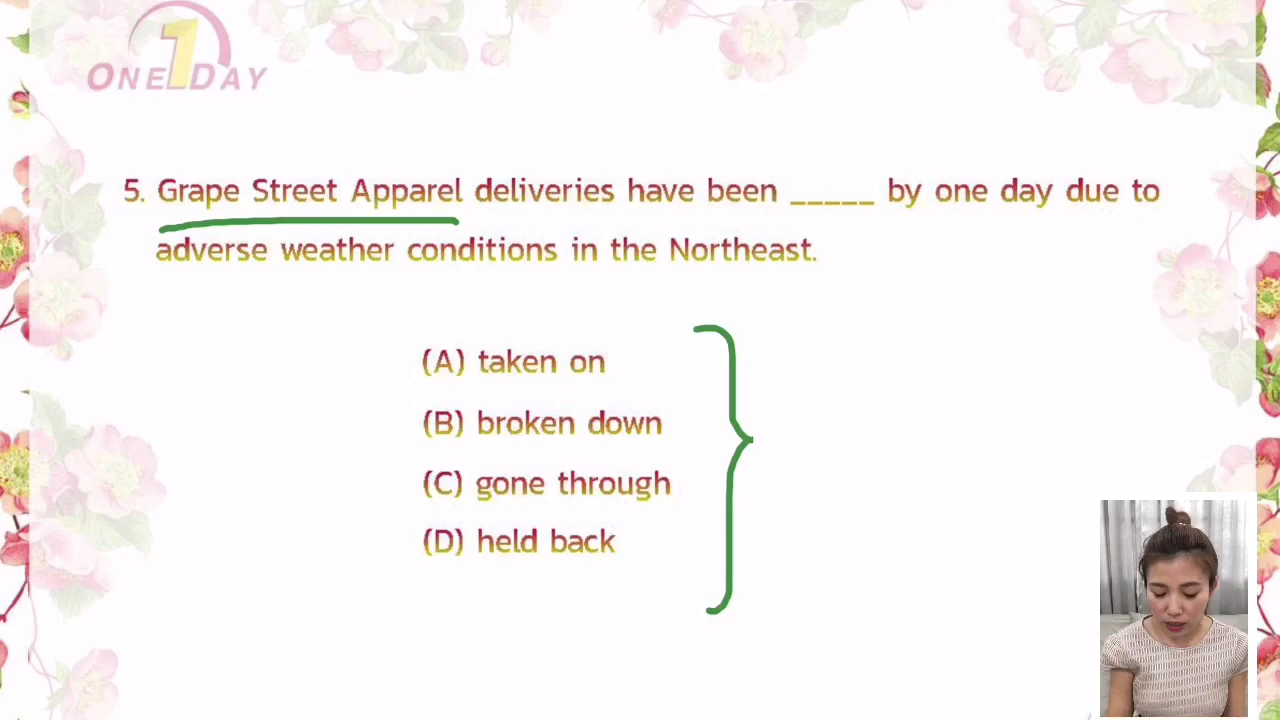 ONE 1 DAY
5. Grape Street Apparel deliveries have been _____ by one day due to
adverse weather conditions in the Northeast.
(A) taken on
(B) broken down
(C) gone through
(D) held back